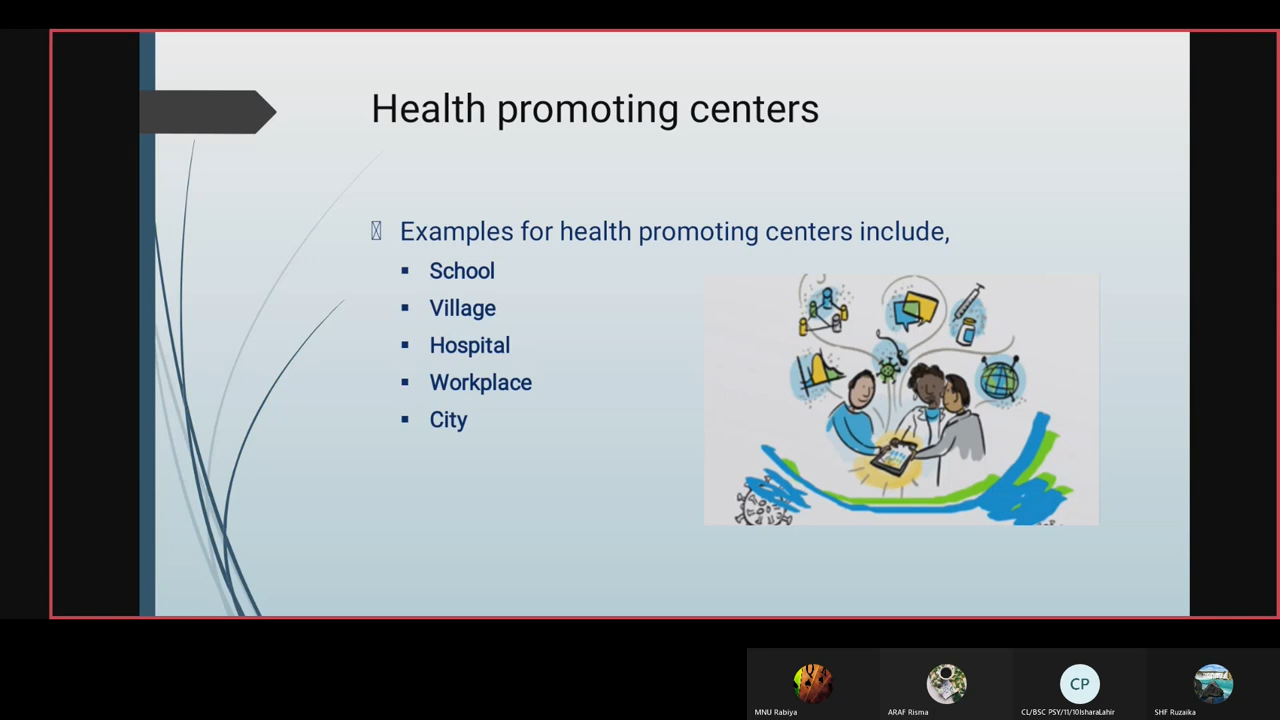 Health promoting centers
Examples for health promoting centers include,
School
Village
Hospital
Workplace
City
CP
MNU Rabiya
ARAF Risma
CL/BSC PSY/11/10IsharaLahir
SHF Ruzaika